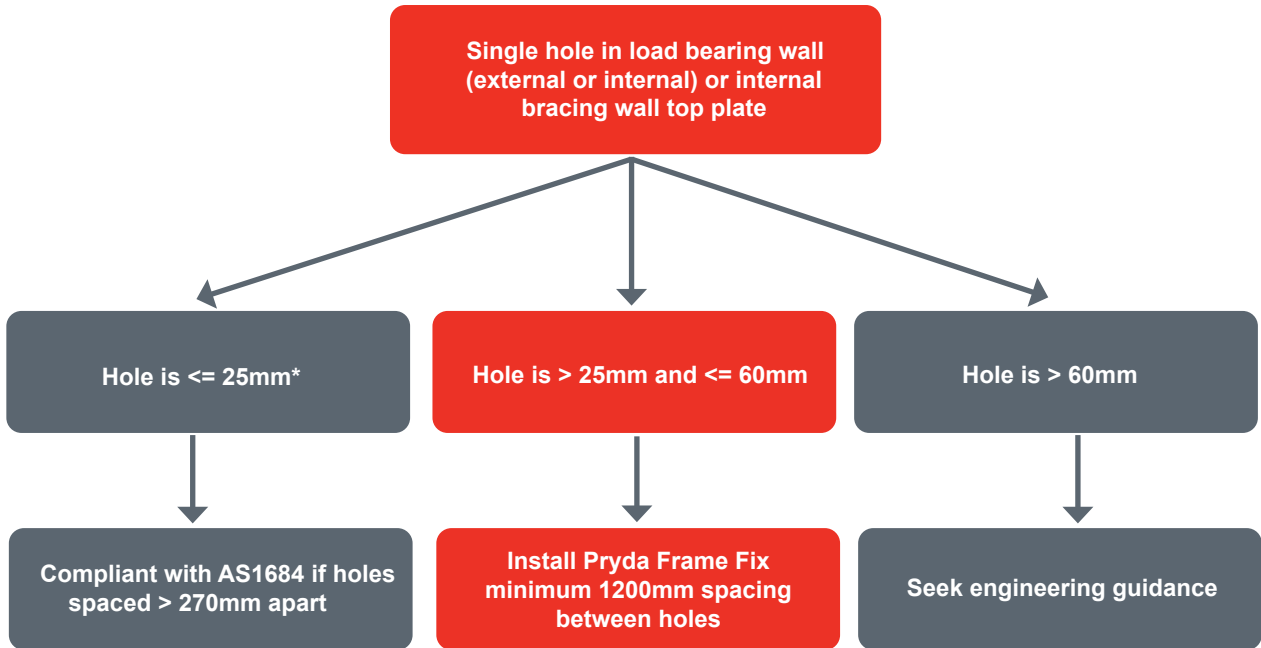 Single hole in load bearing wall
(external or internal) or internal
bracing wall top plate
Hole is <= 25mm*
Hole is > 25mm and <= 60mm
Hole is > 60mm
Compliant with AS1684 if holes
spaced > 270mm apart
Install Pryda Frame Fix
minimum 1200mm spacing
between holes
Seek engineering guidance